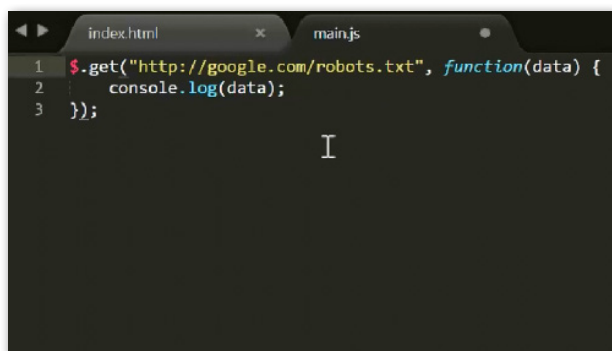 index.html × main.js
1 $.get("http://google.com/robots.txt", function(data) {
2     console.log(data);
3 });